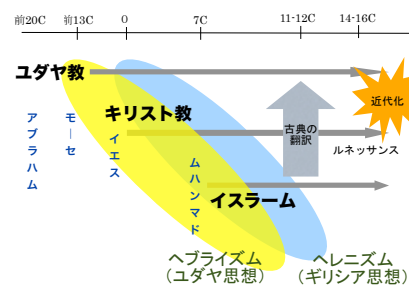 前20C 前13C 0 7C 11-12C 14-16C
ユダヤ教
近代化
キリスト教
アブラハム
モーセ
イエス
古典の
翻訳
ルネッサンス
ムハンマド
イスラーム
ヘブライズム
（ユダヤ思想）
ヘレニズム
（ギリシア思想）